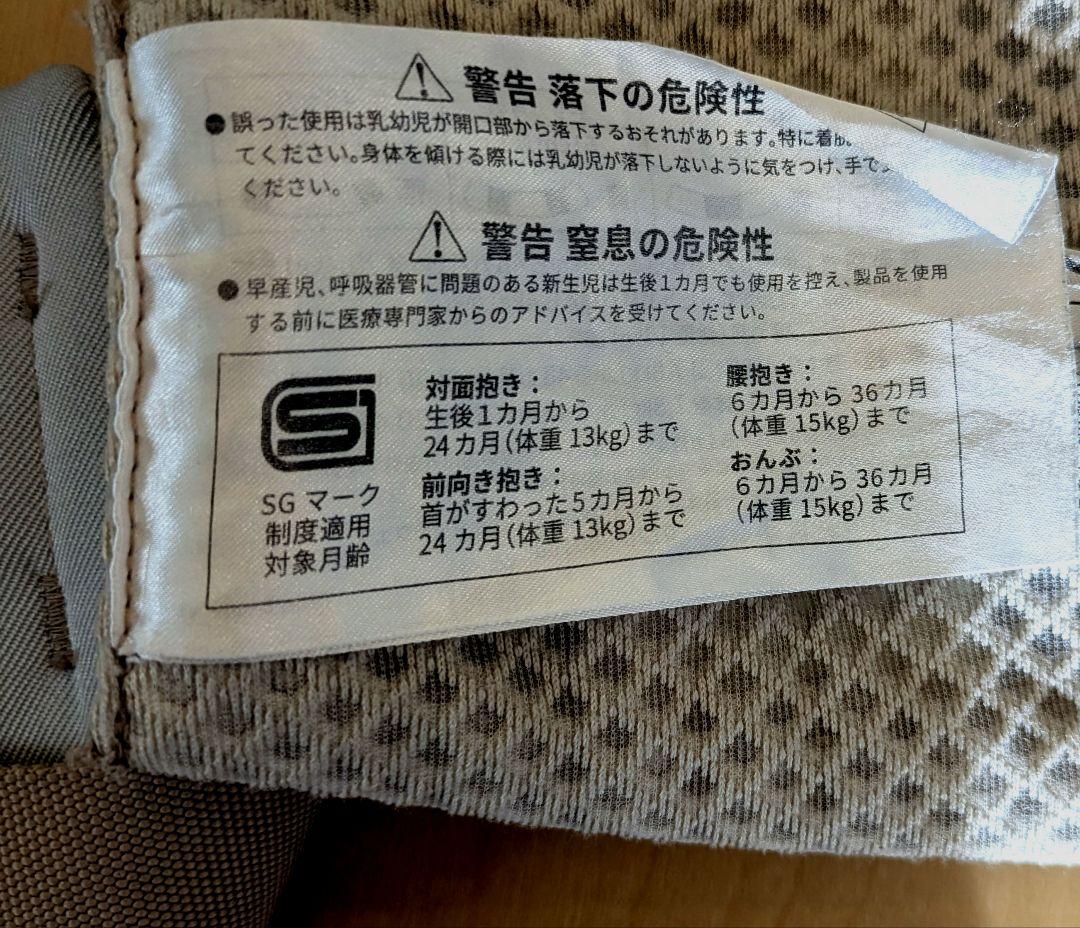 警告 落下の危険性
●誤った使用は乳幼児が開口部から落下するおそれがあります。特に着
てください。身体を傾ける際には乳幼児が落下しないように気をつけ、手で
ください。
警告 窒息の危険性
●早産児、呼吸器管に問題のある新生児は生後1カ月でも使用を控え、製品を使用
する前に医療専門家からのアドバイスを受けてください。
SG マーク
制度適用
対象月齢
対面抱き：
生後1カ月から
24カ月（体重 13kg）まで
前向き抱き：
首がすわった5カ月から
24 カ月（体重 13kg）まで
腰抱き：
6カ月から 36カ月
（体重 15kg）まで
おんぶ：
6カ月から 36カ月
（体重 15kg）まで